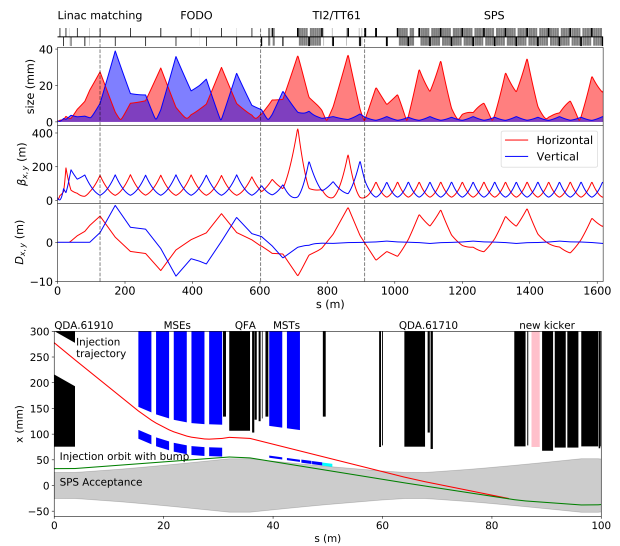 Linac matching FODO TI2/TT61 SPS
size (mm)
40
20
0
βx,y (m)
400
200
0
Horizontal
Vertical
Dx,y (m)
0
−10
0 200 400 600 800 1000 1200 1400 1600
s (m)
QDA.61910 MSEs QFA MSTs QDA.61710 new kicker
x (mm)
300
250
200
150
100
50
0
−50
Injection
trajectory
Injection orbit with bump
SPS Acceptance
0 20 40 60 80 100
s (m)